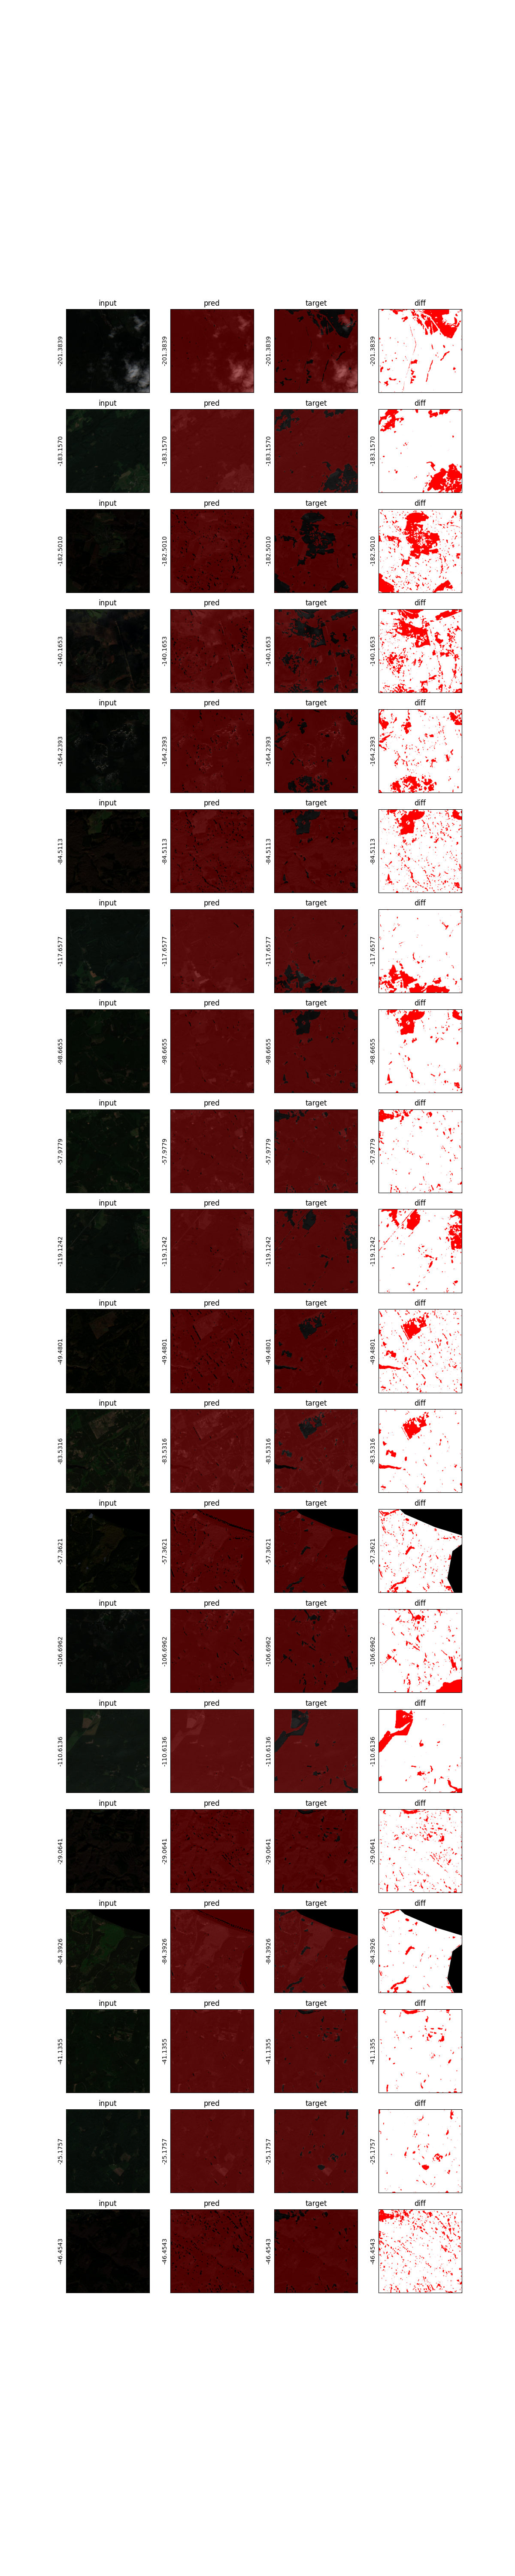 input pred target diff
-201.3839 -201.3839 -201.3839 -201.3839
input pred target diff
-183.1570 -183.1570 -183.1570 -183.1570
input pred target diff
-182.5010 -182.5010 -182.5010 -182.5010
input pred target diff
-140.1653 -140.1653 -140.1653 -140.1653
input pred target diff
-164.2393 -164.2393 -164.2393 -164.2393
input pred target diff
-84.5113 -84.5113 -84.5113 -84.5113
input pred target diff
-117.6577 -117.6577 -117.6577 -117.6577
input pred target diff
-98.6655 -98.6655 -98.6655 -98.6655
input pred target diff
-57.9779 -57.9779 -57.9779 -57.9779
input pred target diff
-119.1242 -119.1242 -119.1242 -119.1242
input pred target diff
-49.4801 -49.4801 -49.4801 -49.4801
input pred target diff
-83.5316 -83.5316 -83.5316 -83.5316
input pred target diff
-57.3621 -57.3621 -57.3621 -57.3621
input pred target diff
-106.6962 -106.6962 -106.6962 -106.6962
input pred target diff
-110.6136 -110.6136 -110.6136 -110.6136
input pred target diff
-29.0641 -29.0641 -29.0641 -29.0641
input pred target diff
-84.3926 -84.3926 -84.3926 -84.3926
input pred target diff
-41.1355 -41.1355 -41.1355 -41.1355
input pred target diff
-25.1757 -25.1757 -25.1757 -25.1757
input pred target diff
-46.4543 -46.4543 -46.4543 -46.4543